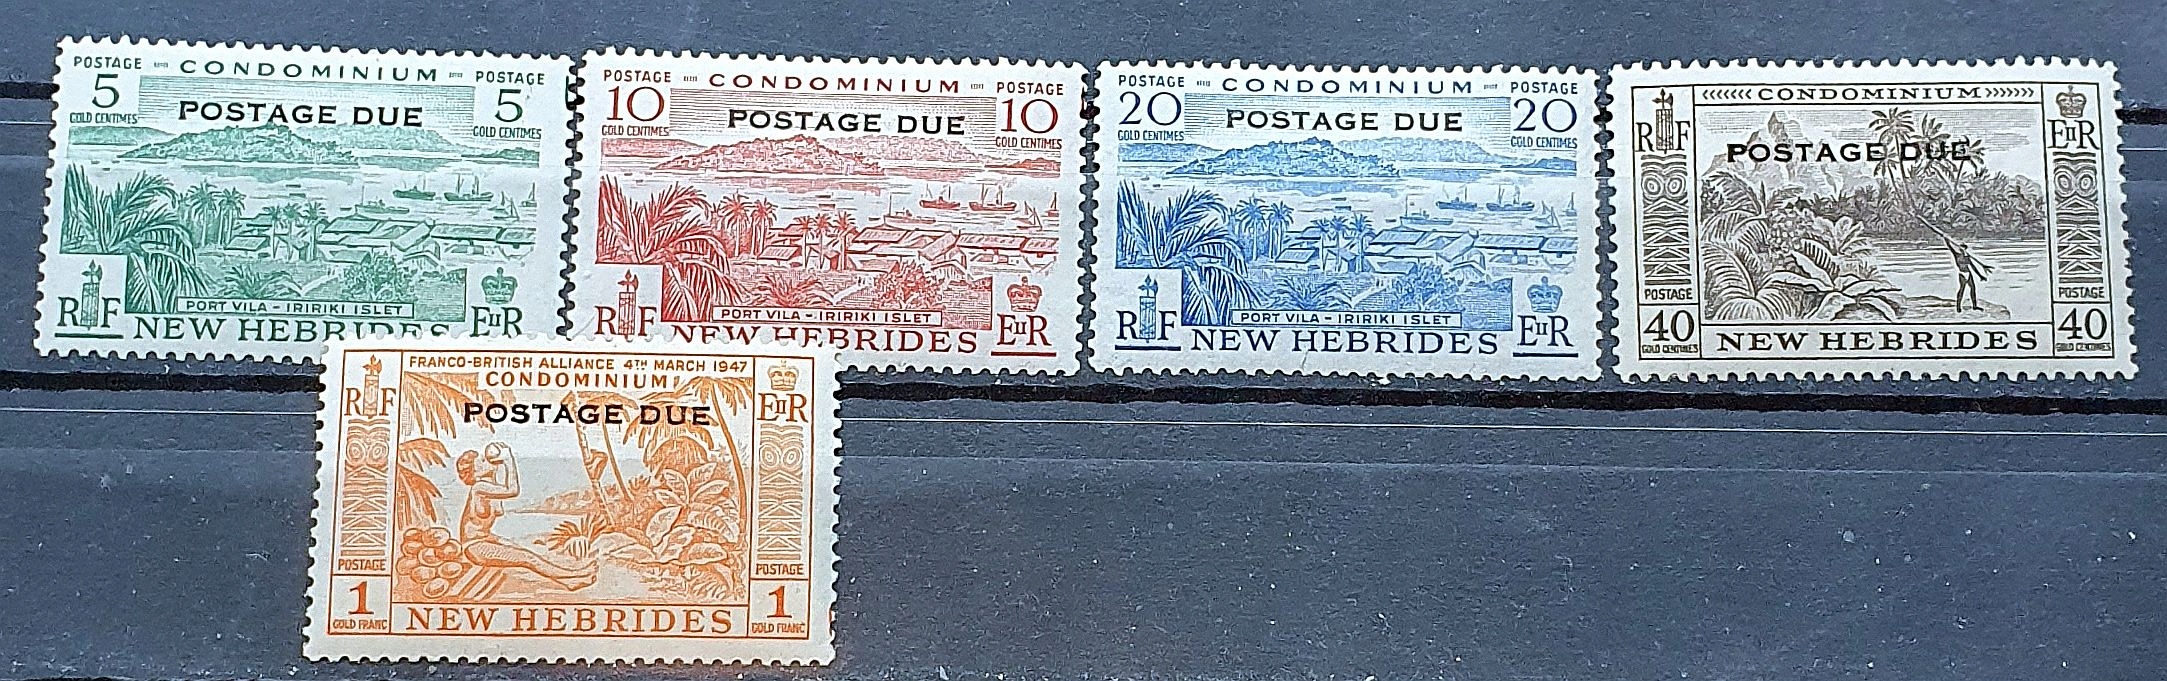 POSTAGE CONDOMINIUM POSTAGE
5 5
GOLD CENTIMES GOLD CENTIMES
POSTAGE DUE
PORT VILA - IRIRIKI ISLET
RF NEW HEBRIDES EIIR
POSTAGE CONDOMINIUM POSTAGE
10 10
GOLD CENTIMES GOLD CENTIMES
POSTAGE DUE
PORT VILA - IRIRIKI ISLET
RF NEW HEBRIDES EIIR
POSTAGE CONDOMINIUM POSTAGE
20 20
GOLD CENTIMES GOLD CENTIMES
POSTAGE DUE
PORT VILA - IRIRIKI ISLET
RF NEW HEBRIDES EIIR
CONDOMINIUM
RF EIIR
POSTAGE DUE
POSTAGE POSTAGE
40 NEW HEBRIDES 40
GOLD CENTIMES GOLD CENTIMES
FRANCO-BRITISH ALLIANCE 4TH MARCH 1947
CONDOMINIUM
RF EIIR
POSTAGE DUE
POSTAGE POSTAGE
1 NEW HEBRIDES 1
GOLD FRANC GOLD FRANC